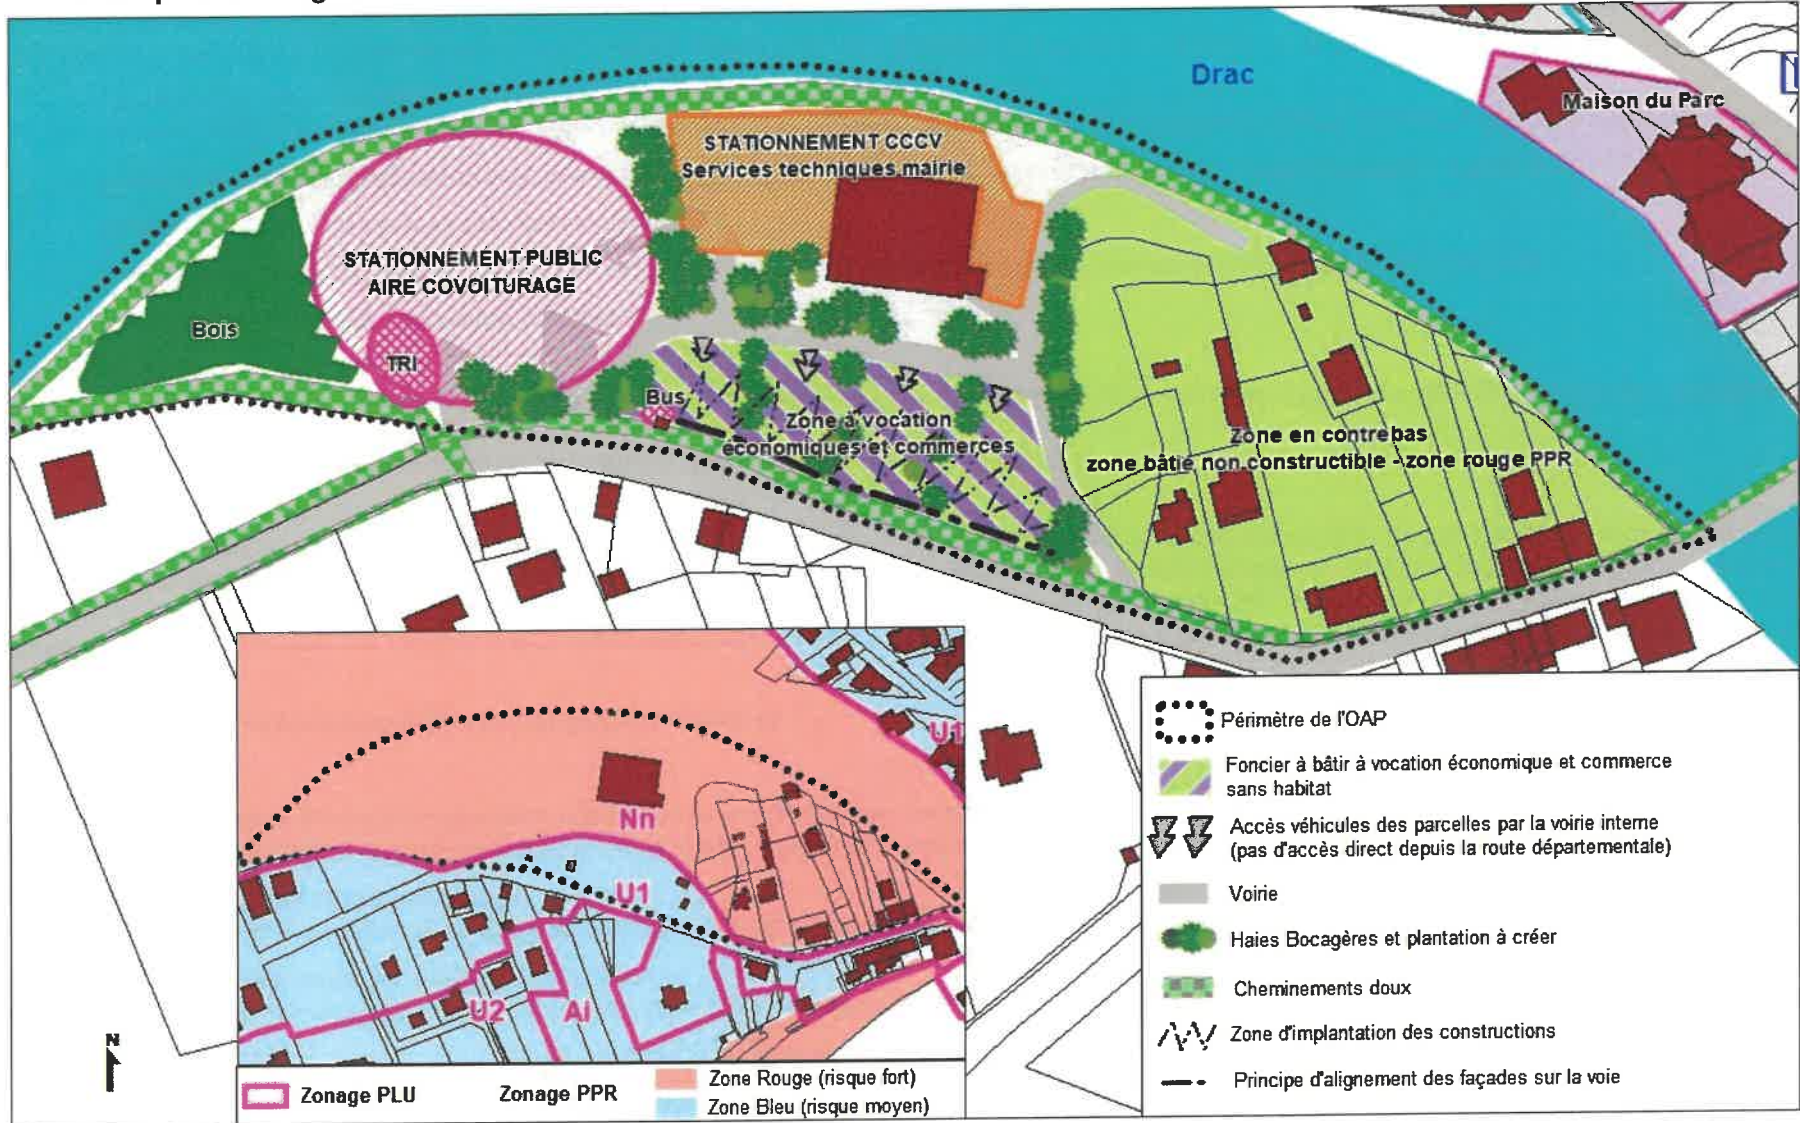 Drac
Maison du Parc
STATIONNEMENT CCCV
Services techniques mairie
STATIONNEMENT PUBLIC
AIRE COVOITURAGE
Bois
TRI
Bus
Zone à vocation
économiques et commerces
Zone en contrebas
zone bâtie non constructible - zone rouge PPR
U1
Nn
U1
U2
Ai
N
Zonage PLU
Zonage PPR
Zone Rouge (risque fort)
Zone Bleu (risque moyen)
Périmètre de l'OAP
Foncier à bâtir à vocation économique et commerce
sans habitat
Accès véhicules des parcelles par la voirie interne
(pas d'accès direct depuis la route départementale)
Voirie
Haies Bocagères et plantation à créer
Cheminements doux
Zone d'implantation des constructions
Principe d'alignement des façades sur la voie